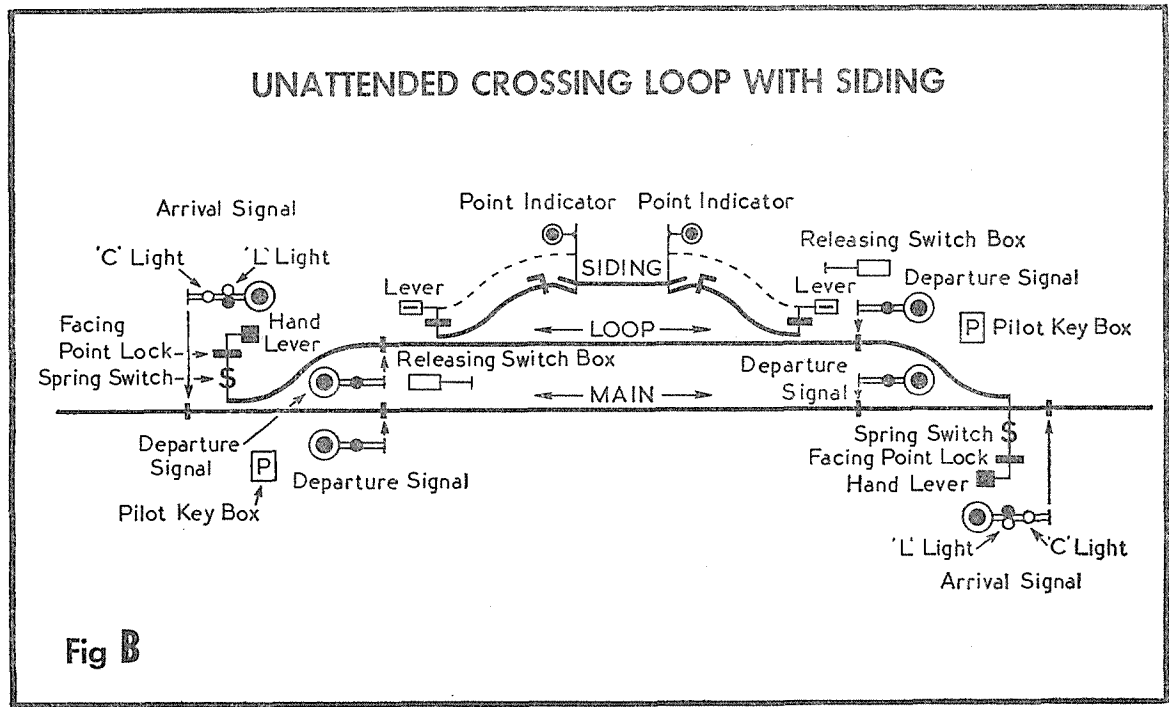 UNATTENDED CROSSING LOOP WITH SIDING
Arrival Signal
'C' Light
'L' Light
Point Indicator
Point Indicator
Releasing Switch Box
Departure Signal
SIDING
Lever
Lever
Hand
Lever
Facing
Point Lock
Spring Switch
S
LOOP
P
Pilot Key Box
Releasing Switch Box
Departure
Signal
MAIN
Departure
Signal
P
Departure Signal
Pilot Key Box
Spring Switch
S
Facing Point Lock
Hand Lever
'L' Light
'C' Light
Arrival Signal
Fig B